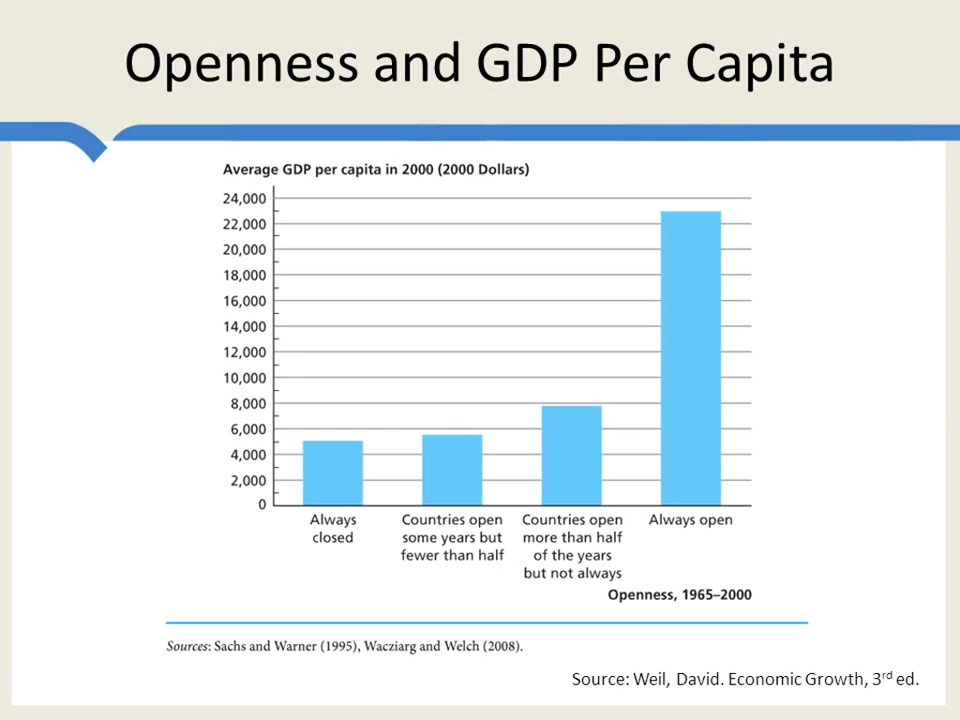 Openness and GDP Per Capita
Average GDP per capita in 2000 (2000 Dollars)
24,000
22,000
20,000
18,000
16,000
14,000
12,000
10,000
8,000
6,000
4,000
2,000
0
Always
closed
Countries open
some years but
fewer than half
Countries open
more than half
of the years
but not always
Always open
Openness, 1965–2000
Sources: Sachs and Warner (1995), Wacziarg and Welch (2008).
Source: Weil, David. Economic Growth, 3rd ed.